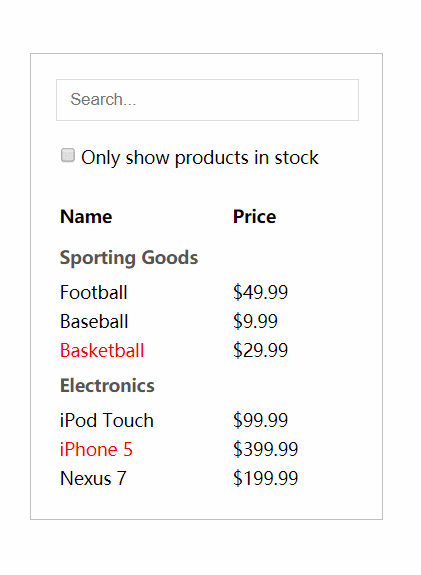 Search...
Only show products in stock
Name Price
Sporting Goods
Football $49.99
Baseball $9.99
Basketball $29.99
Electronics
iPod Touch $99.99
iPhone 5 $399.99
Nexus 7 $199.99